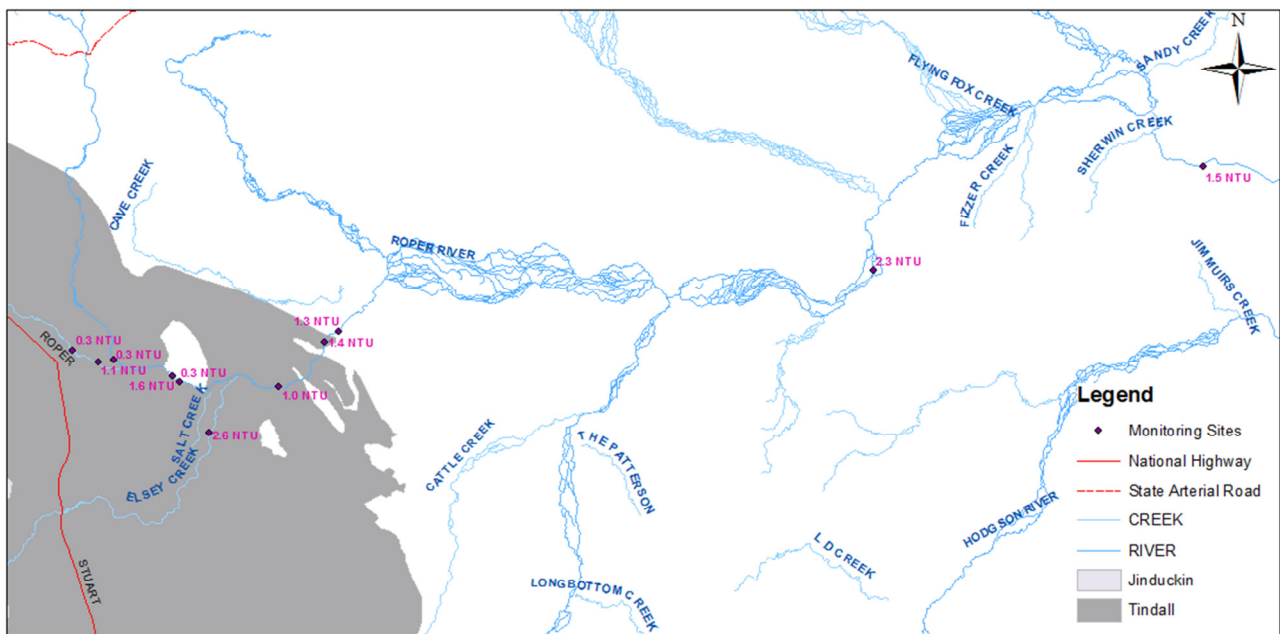 N
SANDY CREEK
FLYING FOX CREEK
SHERWIN CREEK
FIZZER CREEK
1.5 NTU
CAVE CREEK
ROPER RIVER
2.3 NTU
JIM MUIRS CREEK
1.3 NTU
1.4 NTU
ROPER
0.3 NTU
0.3 NTU
1.1 NTU
0.3 NTU
1.6 NTU
1.0 NTU
SALT CREEK
2.6 NTU
ELSEY CREEK
CATTLE CREEK
THE PATTERSON
HODGSON RIVER
L D CREEK
STUART
LONGBOTTOM CREEK
Legend
Monitoring Sites
National Highway
State Arterial Road
CREEK
RIVER
Jinduckin
Tindall